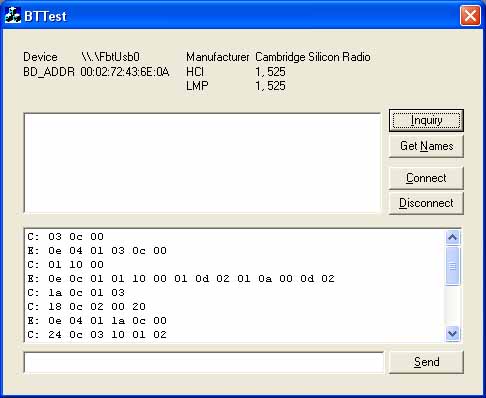 BTTest
Device \\.\FbtUsb0 Manufacturer Cambridge Silicon Radio
BD_ADDR 00:02:72:43:6E:0A HCI 1, 525
LMP 1, 525
Inquiry
Get Names
Connect
Disconnect
C: 03 0c 00
E: 0e 04 01 03 0c 00
C: 01 10 00
E: 0e 0c 01 01 10 00 01 0d 02 01 0a 00 0d 02
C: 1a 0c 01 03
C: 18 0c 02 00 20
E: 0e 04 01 1a 0c 00
C: 24 0c 03 10 01 02
Send